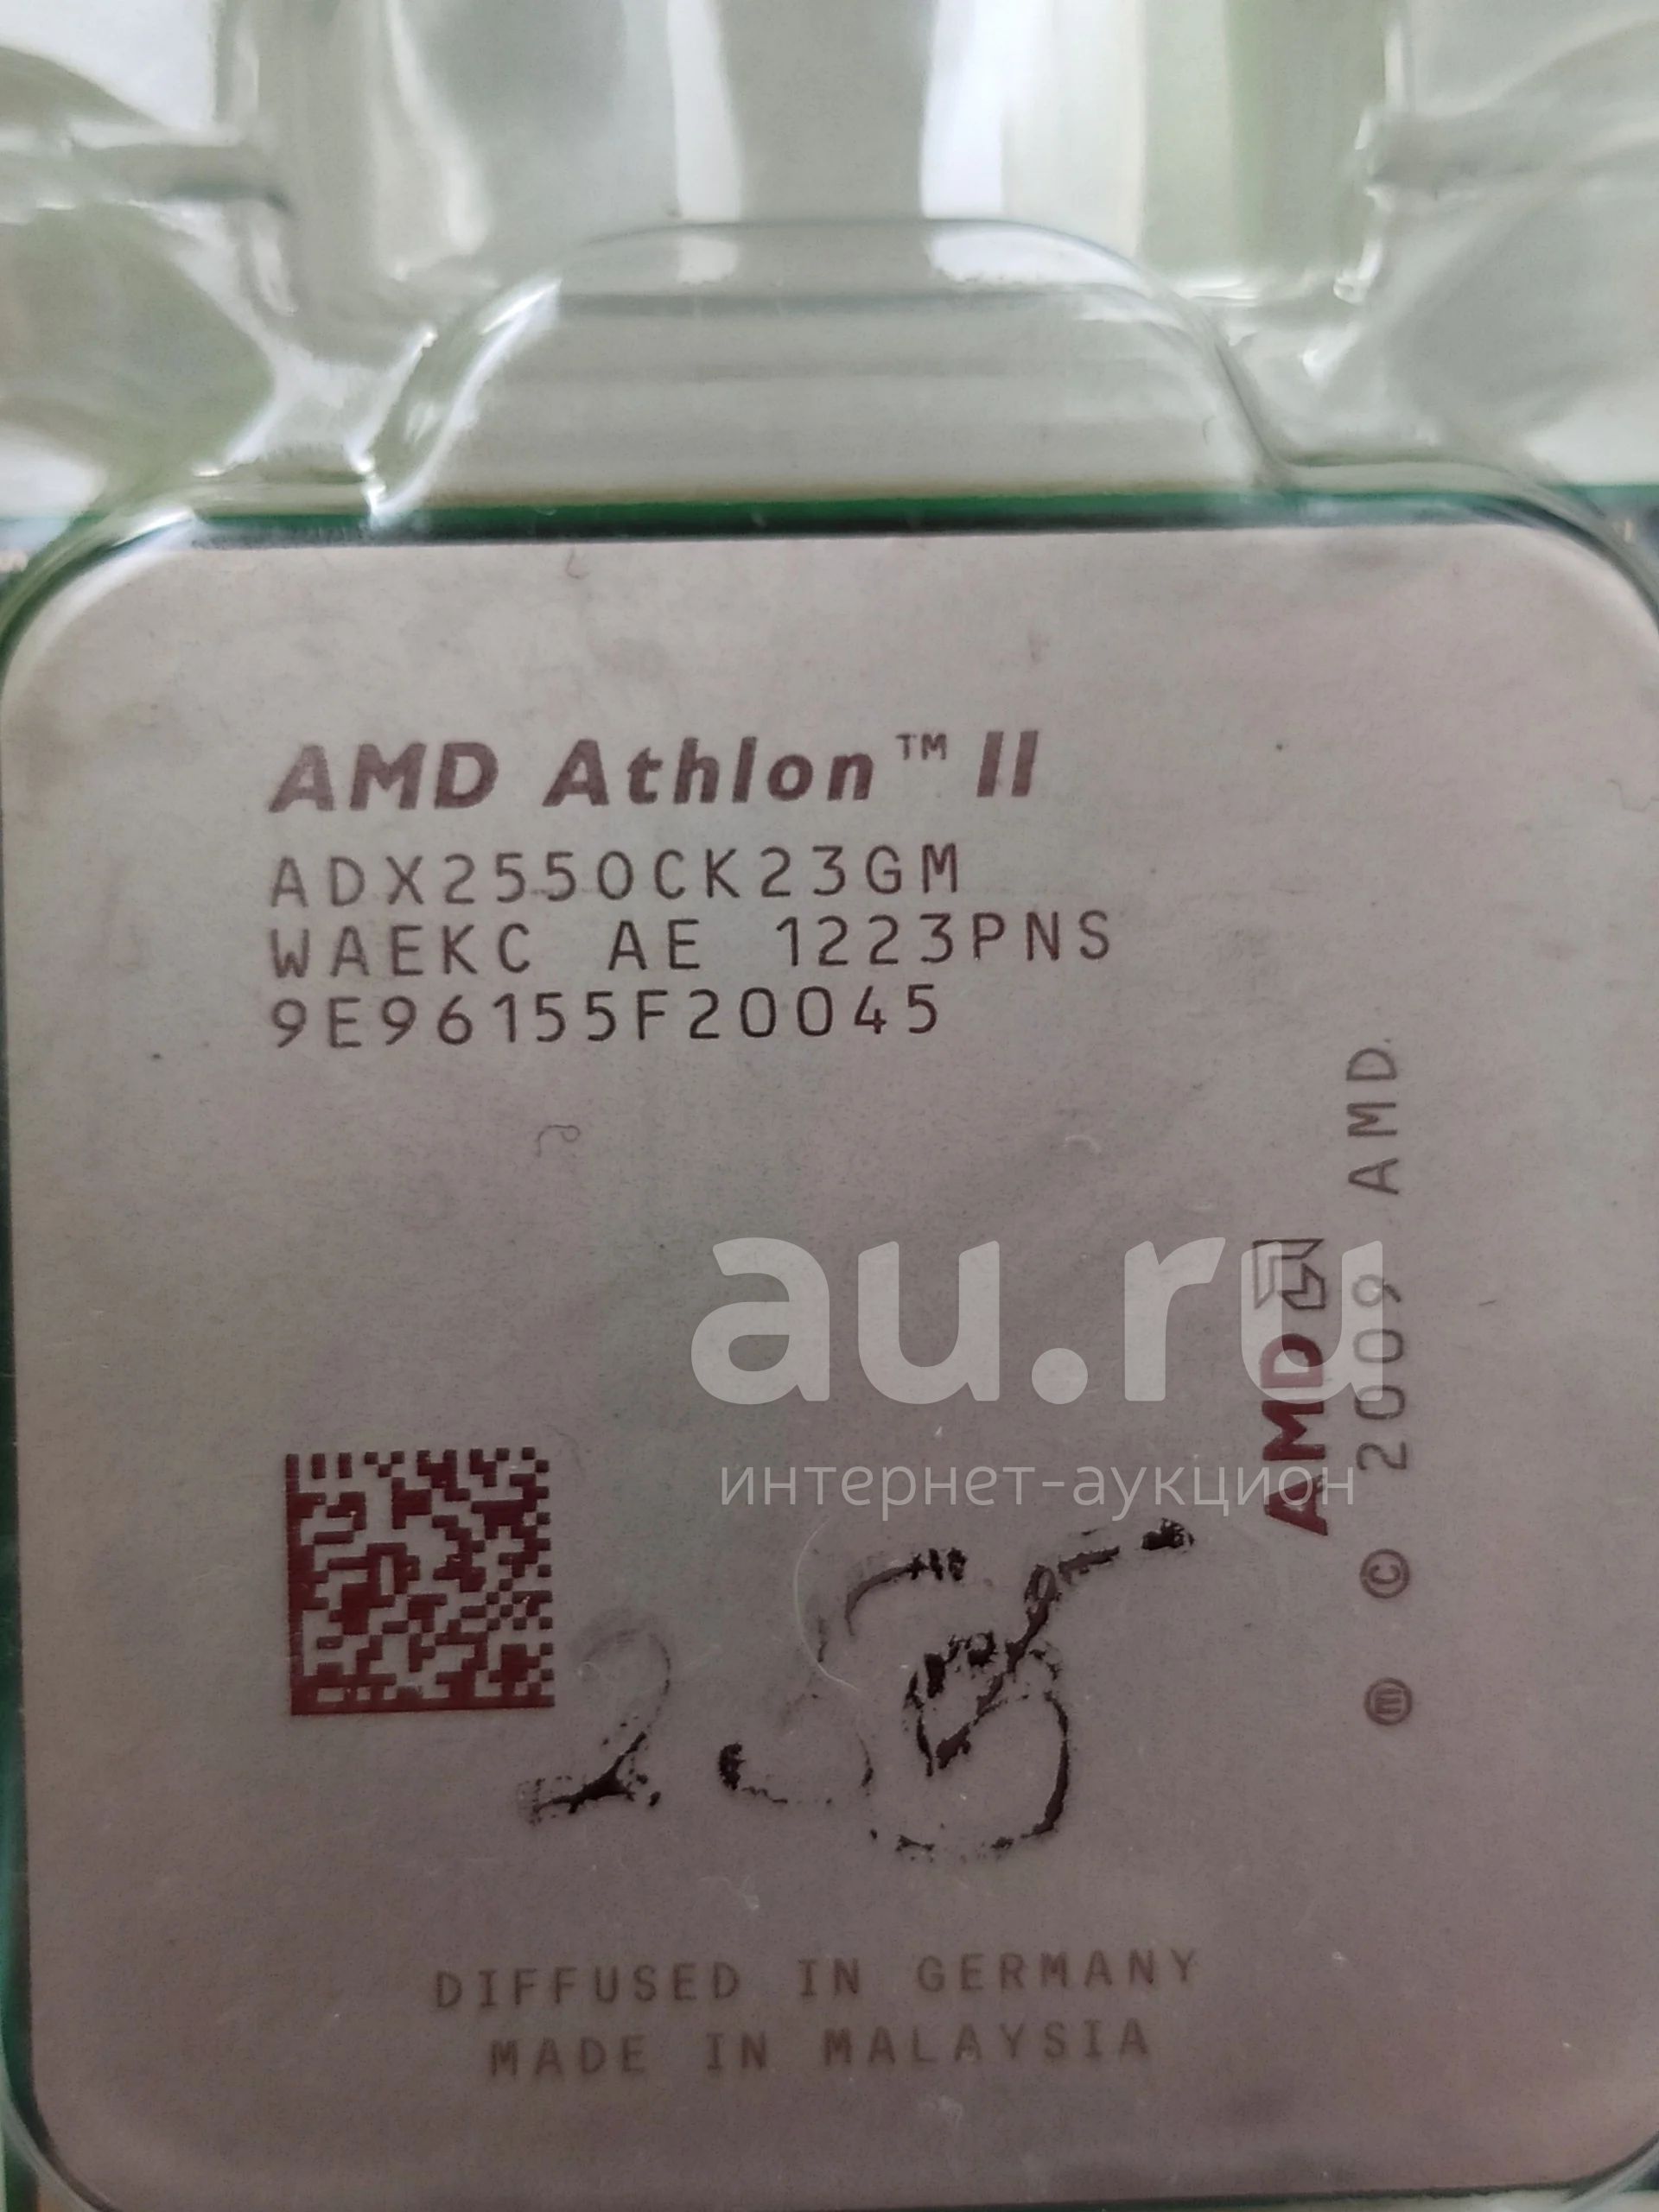 AMD Athlon™ II
ADX2550CK23GM
WAEKC AE 1223PNS
9E96155F20045
AMD
© 2009 AMD
au.ru
интернет-аукцион
DIFFUSED IN GERMANY
MADE IN MALAYSIA